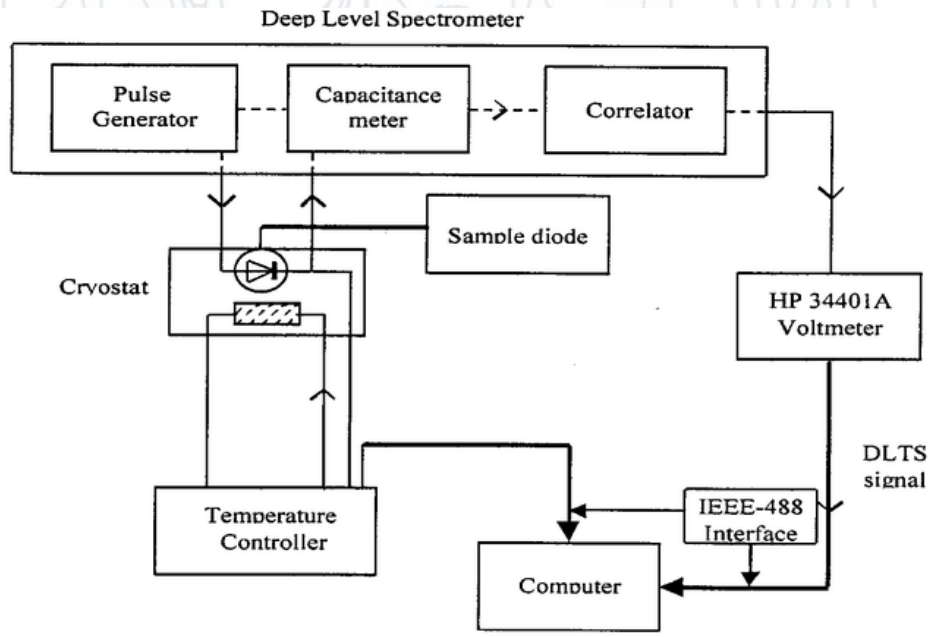 Deep Level Spectrometer
Pulse
Generator
Capacitance
meter
Correlator
Sample diode
Cryostat
HP 34401A
Voltmeter
DLTS
signal
IEEE-488
Interface
Temperature
Controller
Computer